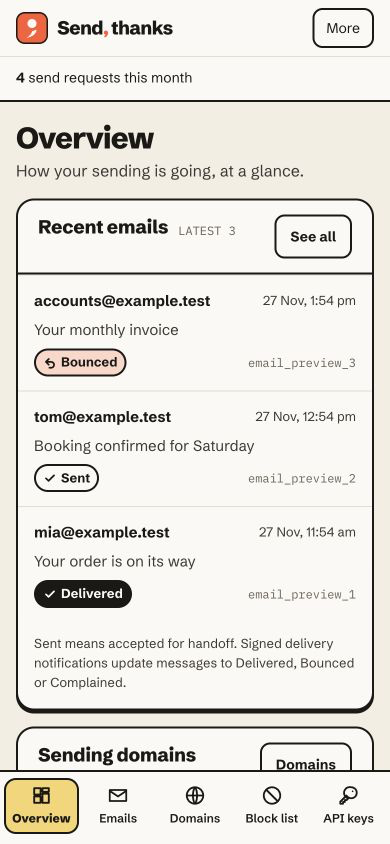 Send, thanks
More
4 send requests this month
Overview
How your sending is going, at a glance.
Recent emails LATEST 3
See all
accounts@example.test 27 Nov, 1:54 pm
Your monthly invoice
Bounced email_preview_3
tom@example.test 27 Nov, 12:54 pm
Booking confirmed for Saturday
Sent email_preview_2
mia@example.test 27 Nov, 11:54 am
Your order is on its way
Delivered email_preview_1
Sent means accepted for handoff. Signed delivery
notifications update messages to Delivered, Bounced
or Complained.
Sending domains
Domains
Overview
Emails
Domains
Block list
API keys